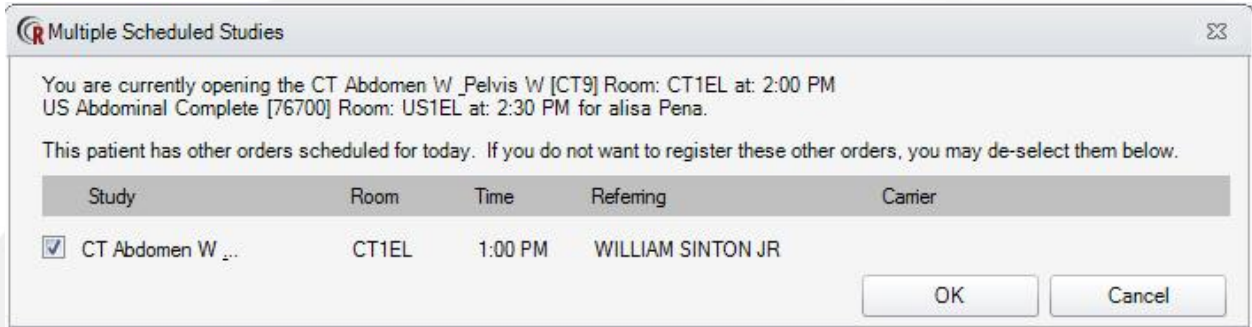 Multiple Scheduled Studies
You are currently opening the CT Abdomen W _Pelvis W [CT9] Room: CT1EL at: 2:00 PM
US Abdominal Complete [76700] Room: US1EL at: 2:30 PM for alisa Pena.
This patient has other orders scheduled for today. If you do not want to register these other orders, you may de-select them below.
Study Room Time Referring Carrier
CT Abdomen W _... CT1EL 1:00 PM WILLIAM SINTON JR
OK Cancel